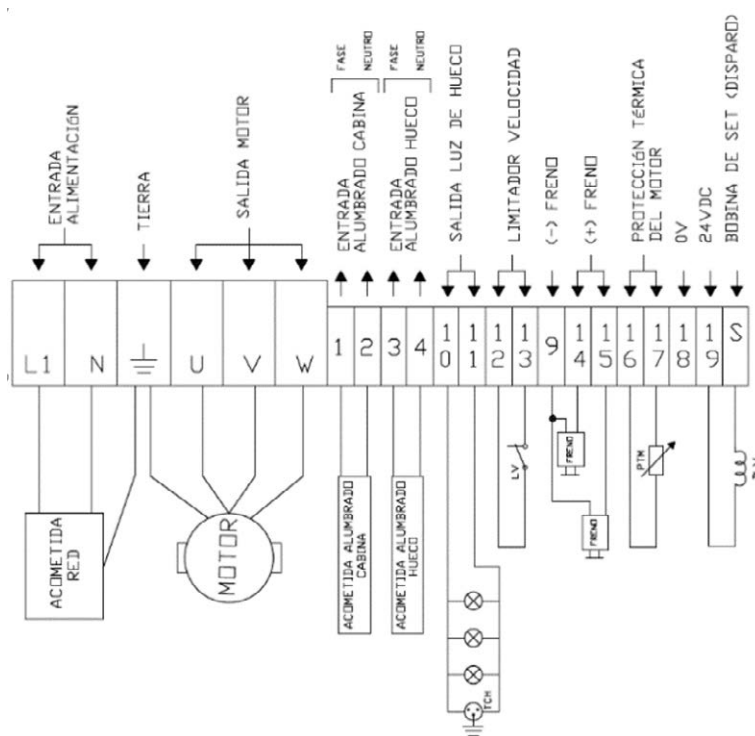 ENTRADA
ALIMENTACIÓN
TIERRA
SALIDA MOTOR
FASE
NEUTRO
ENTRADA
ALUMBRADO CABINA
FASE
NEUTRO
ENTRADA
ALUMBRADO HUECO
SALIDA LUZ DE HUECO
LIMITADOR VELOCIDAD
(-) FRENO
(+) FRENO
PROTECCIÓN TÉRMICA
DEL MOTOR
0V
24VDC
BOBINA DE SET (DISPARO)
L1
N
U
V
W
1
2
3
4
10
11
12
13
9
14
15
16
17
18
19
S
ACOMETIDA
RED
MOTOR
ACOMETIDA ALUMBRADO
CABINA
ACOMETIDA ALUMBRADO
HUECO
LV
FRENO
FRENO
PTM
TCH